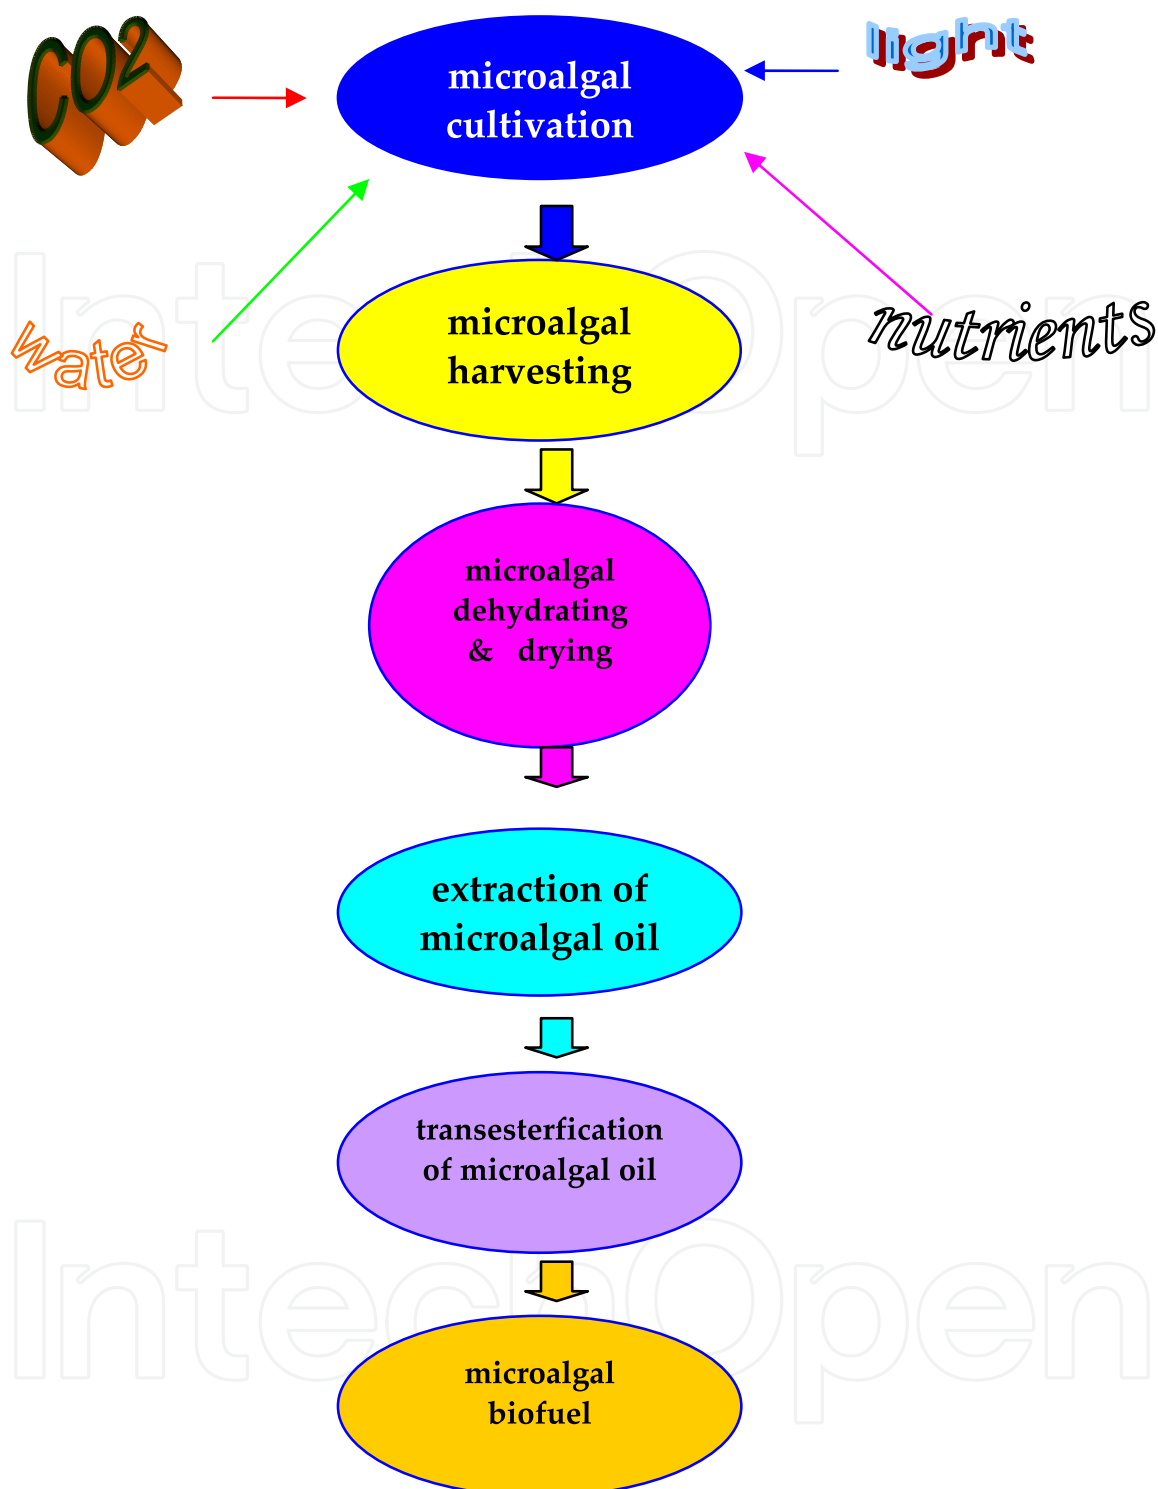 CO2
light
microalgal
cultivation
water
nutrients
microalgal
harvesting
microalgal
dehydrating
& drying
extraction of
microalgal oil
transesterfication
of microalgal oil
microalgal
biofuel
IntechOpen
IntechOpen